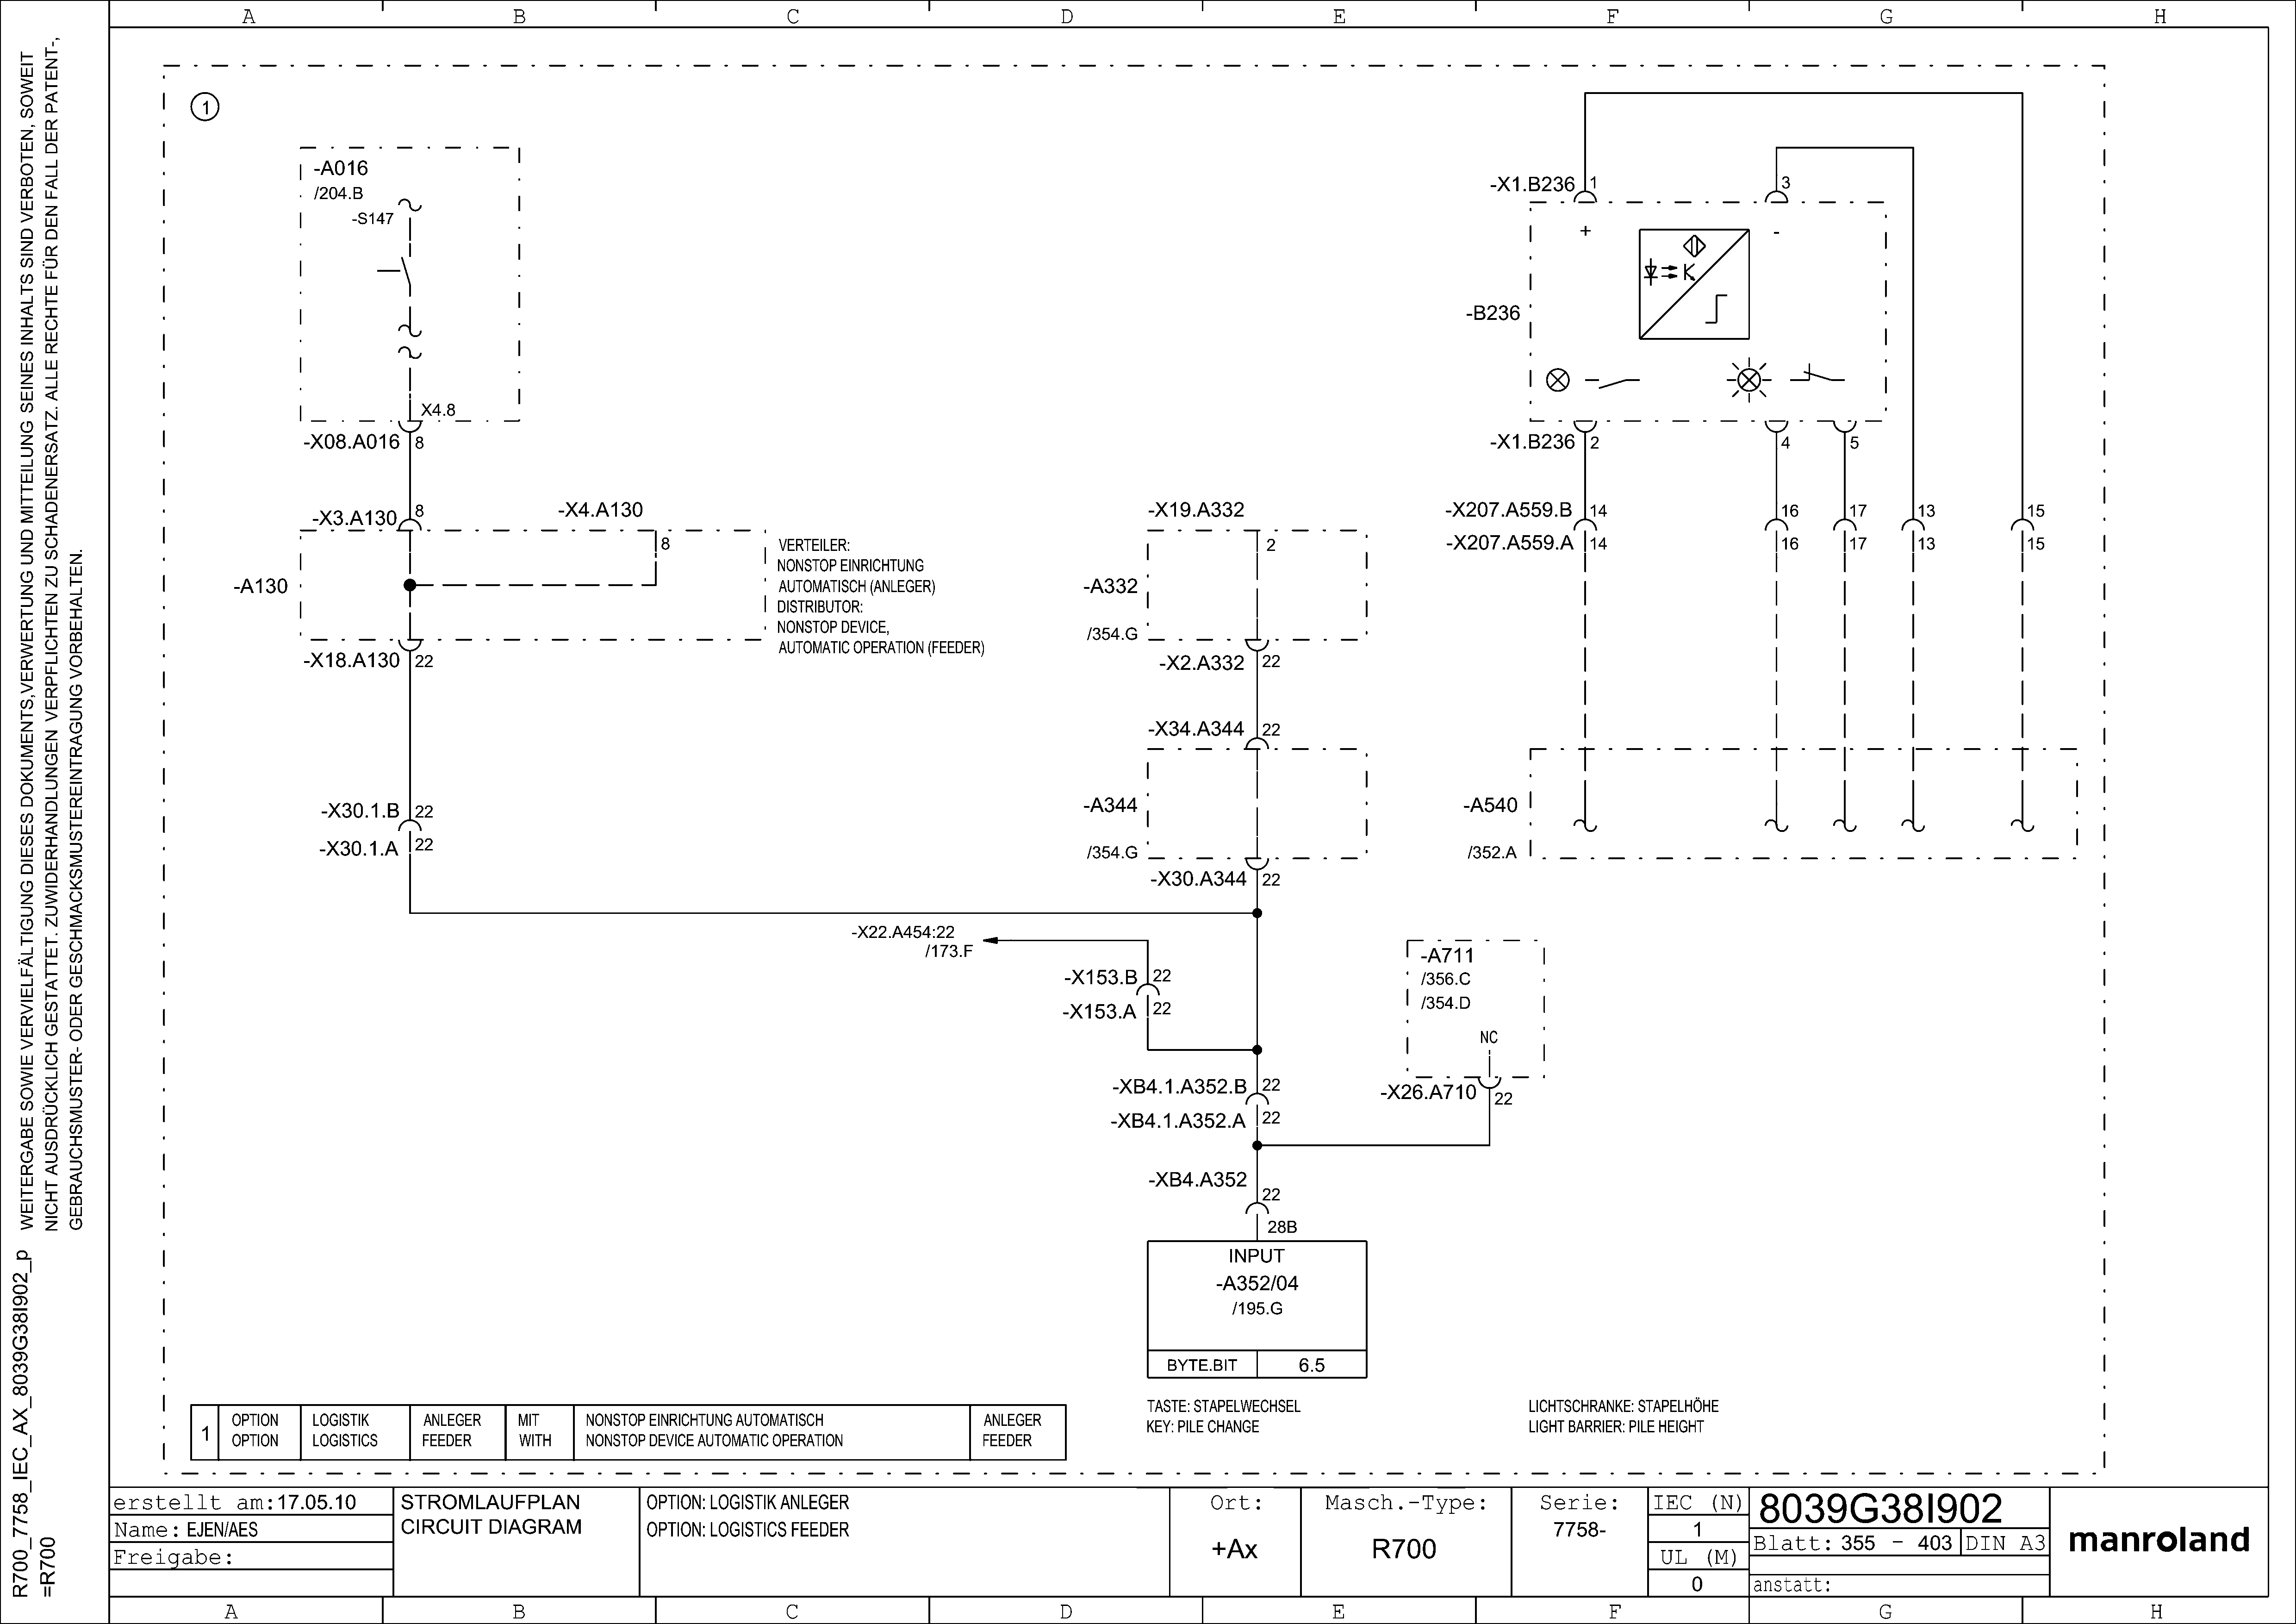 A B C D E F G H
WEITERGABE SOWIE VERVIELFÄLTIGUNG DIESES DOKUMENTS,VERWERTUNG UND MITTEILUNG SEINES INHALTS SIND VERBOTEN, SOWEIT
NICHT AUSDRÜCKLICH GESTATTET. ZUWIDERHANDLUNGEN VERPFLICHTEN ZU SCHADENERSATZ. ALLE RECHTE FÜR DEN FALL DER PATENT-,
GEBRAUCHSMUSTER- ODER GESCHMACKSMUSTEREINTRAGUNG VORBEHALTEN.
R700_7758_IEC_AX_8039G38I902_p
=R700
1
-A016
/204.B
-S147
X4.8
-X08.A016 8
-X3.A130 8
-X4.A130
8
-A130
VERTEILER:
NONSTOP EINRICHTUNG
AUTOMATISCH (ANLEGER)
DISTRIBUTOR:
NONSTOP DEVICE,
AUTOMATIC OPERATION (FEEDER)
-X18.A130 22
-X30.1.B 22
-X30.1.A 22
-X19.A332
2
-A332
/354.G
-X2.A332 22
-X34.A344 22
-A344
/354.G
-X30.A344 22
-X22.A454:22
/173.F
-X153.B 22
-X153.A 22
-XB4.1.A352.B 22
-XB4.1.A352.A 22
-A711
/356.C
/354.D
NC
-X26.A710 22
-XB4.A352
22
28B
INPUT
-A352/04
/195.G
BYTE.BIT 6.5
TASTE: STAPELWECHSEL
KEY: PILE CHANGE
-X1.B236 1 3
+ -
-B236
-X1.B236 2 4 5
-X207.A559.B 14 16 17 13 15
-X207.A559.A 14 16 17 13 15
-A540
/352.A
LICHTSCHRANKE: STAPELHÖHE
LIGHT BARRIER: PILE HEIGHT
1
OPTION LOGISTIK ANLEGER MIT NONSTOP EINRICHTUNG AUTOMATISCH ANLEGER
OPTION LOGISTICS FEEDER WITH NONSTOP DEVICE AUTOMATIC OPERATION FEEDER
erstellt am:17.05.10
Name: EJEN/AES
Freigabe:
STROMLAUFPLAN
CIRCUIT DIAGRAM
OPTION: LOGISTIK ANLEGER
OPTION: LOGISTICS FEEDER
Ort:
+Ax
Masch.-Type:
R700
Serie:
7758-
IEC (N)
1
UL (M)
0
8039G38I902
Blatt: 355 - 403 DIN A3
anstatt:
manroland
A B C D E F G H